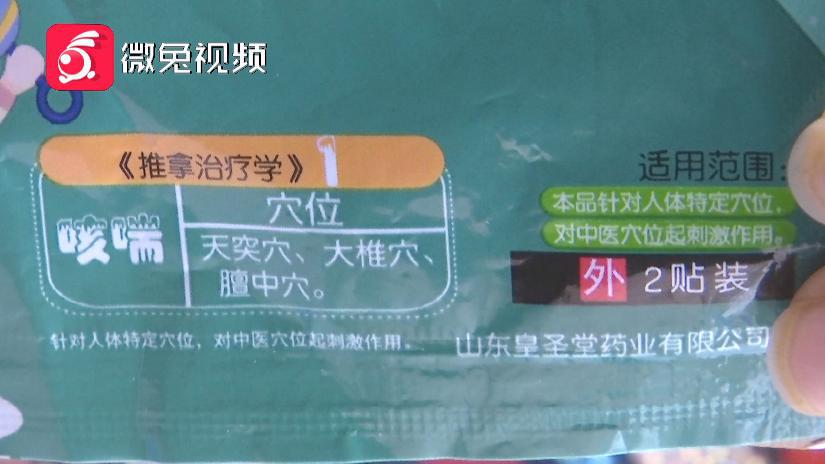 微兔视频
《推拿治疗学》1
咳喘
穴位
天突穴、大椎穴、
膻中穴。
针对人体特定穴位，对中医穴位起刺激作用。
适用范围：
本品针对人体特定穴位，
对中医穴位起刺激作用。
外 2贴装
山东皇圣堂药业有限公司